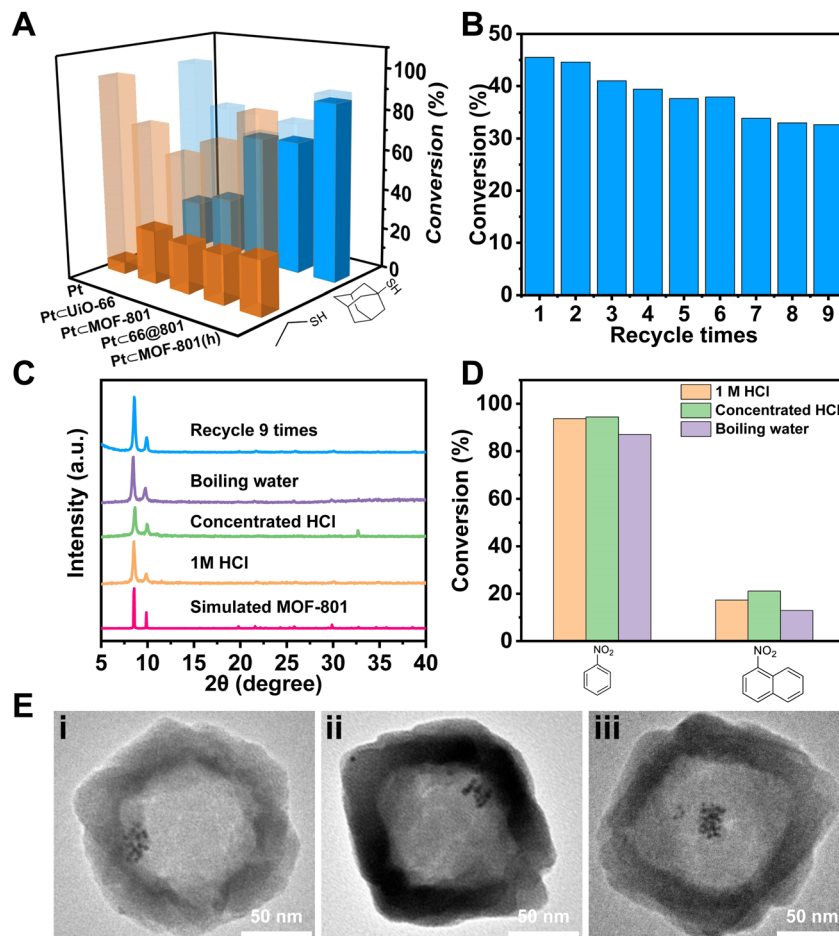 A
100
80
60
40
20
0
Conversion (%)
Pt
Pt⊂UiO-66
Pt⊂MOF-801
Pt⊂66@801
Pt⊂MOF-801(h)
SH
SH
B
50
40
30
20
10
0
Conversion (%)
1 2 3 4 5 6 7 8 9
Recycle times
C
Intensity (a.u.)
Recycle 9 times
Boiling water
Concentrated HCl
1M HCl
Simulated MOF-801
5 10 15 20 25 30 35 40
2θ (degree)
D
100
80
60
40
20
0
Conversion (%)
1 M HCl
Concentrated HCl
Boiling water
NO2
NO2
E
i
50 nm
ii
50 nm
iii
50 nm